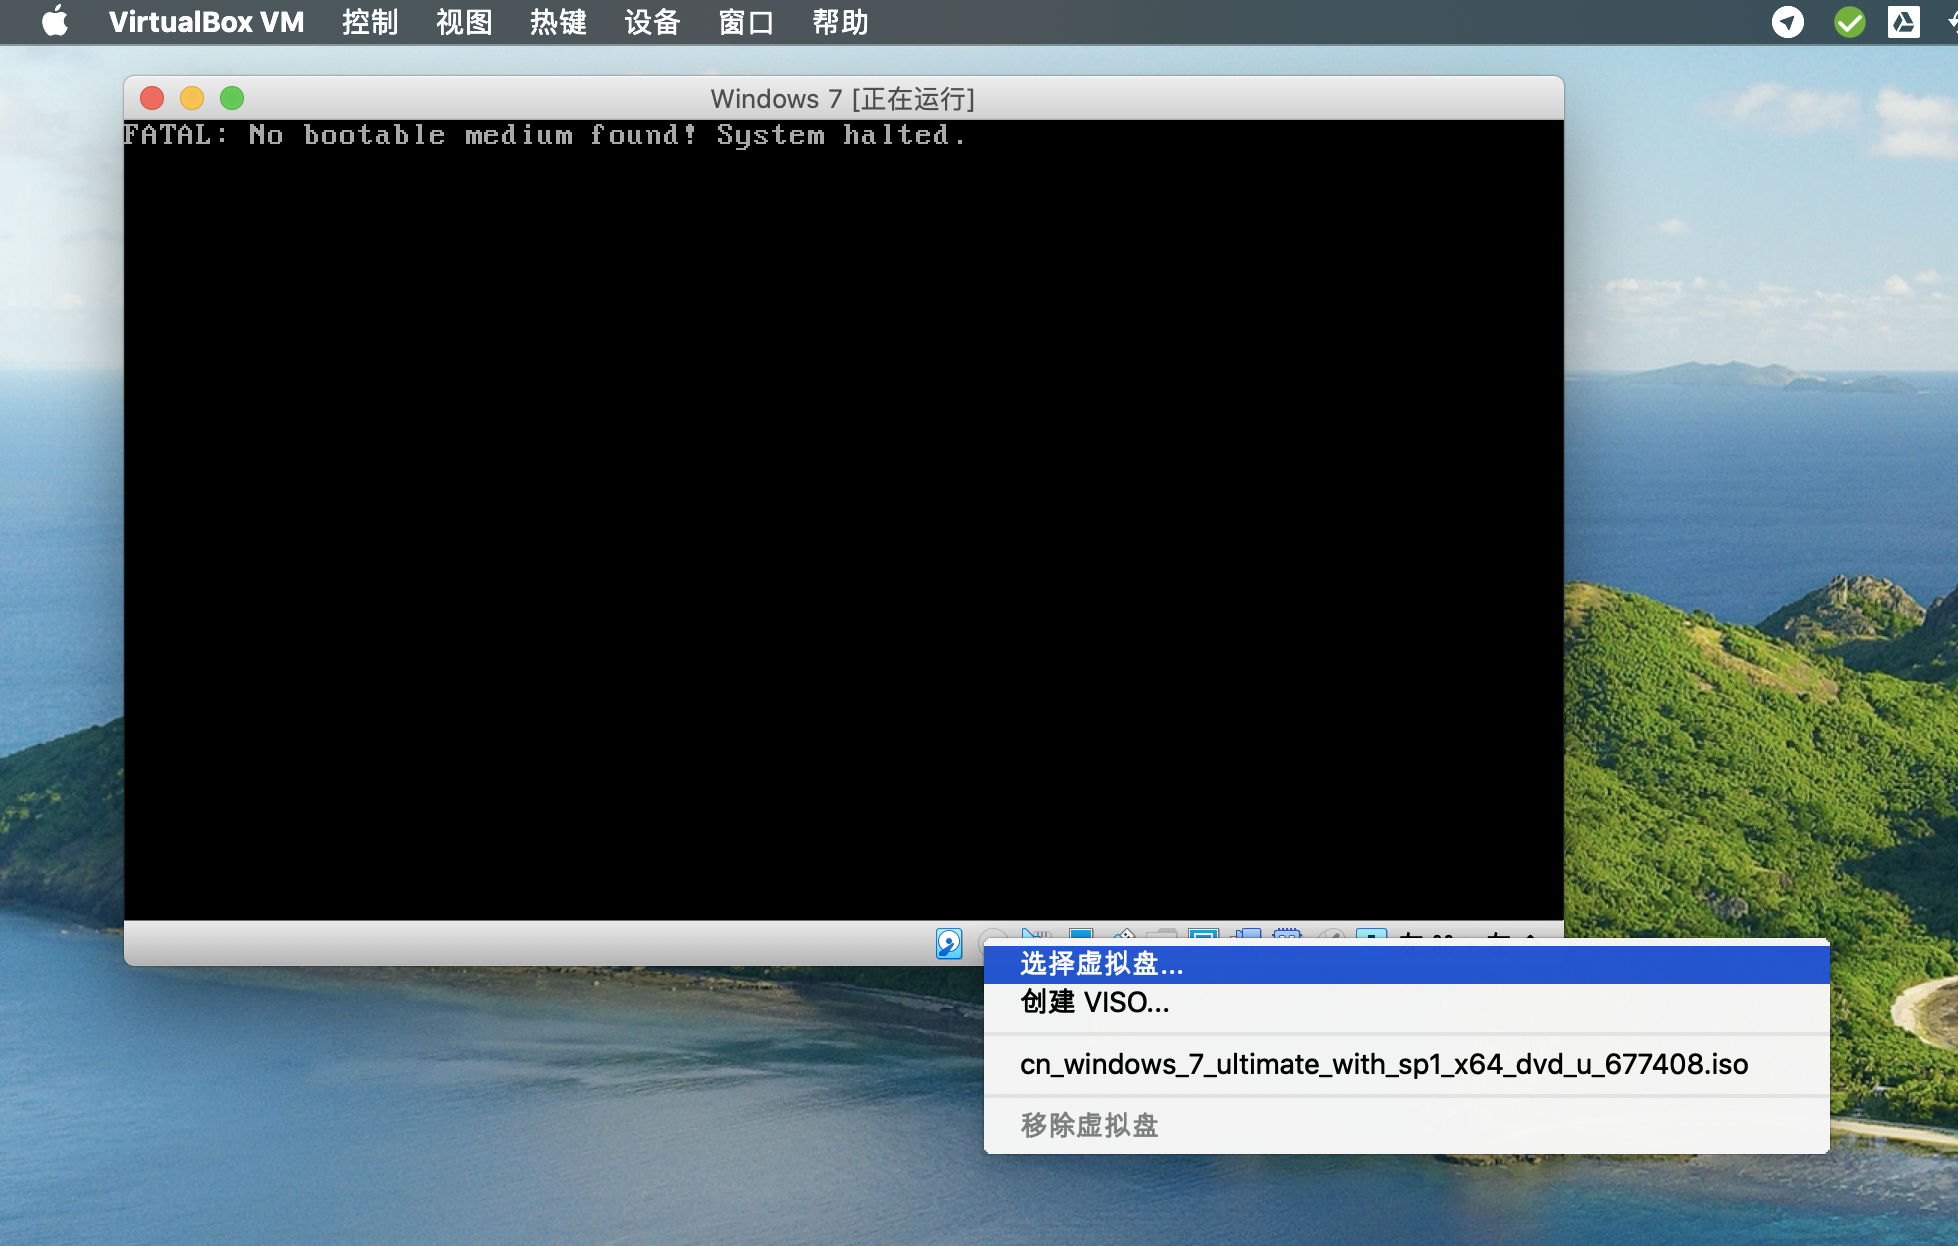 VirtualBox VM 控制 视图 热键 设备 窗口 帮助
Windows 7 [正在运行]
FATAL: No bootable medium found! System halted.
选择虚拟盘...
创建 VISO...
cn_windows_7_ultimate_with_sp1_x64_dvd_u_677408.iso
移除虚拟盘